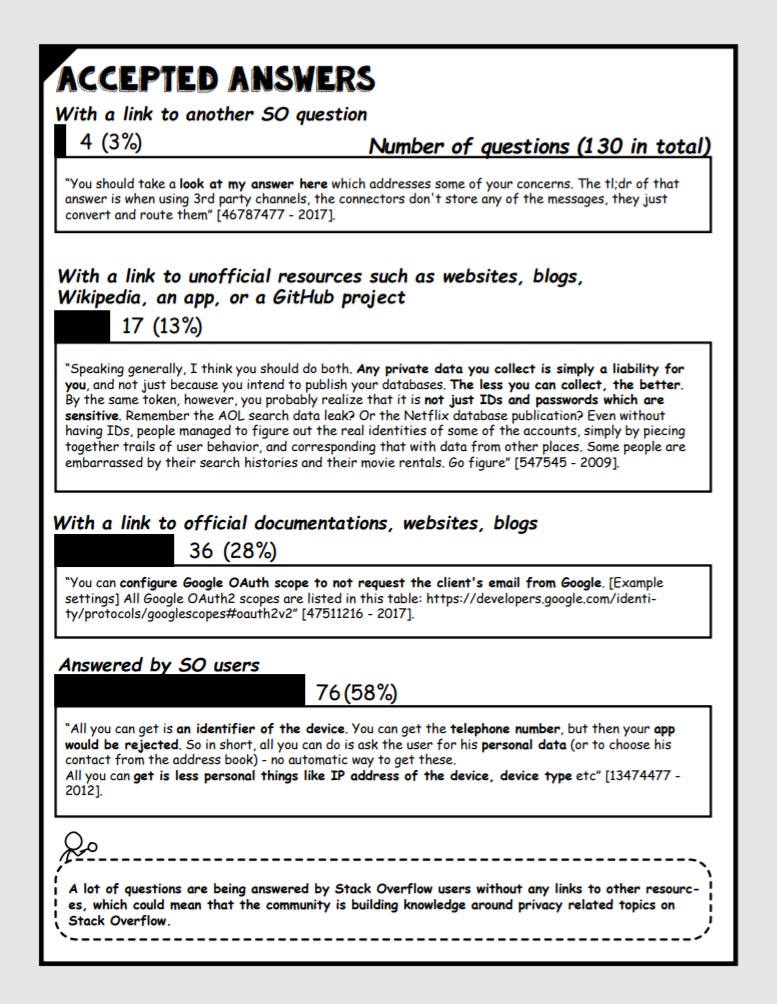 ACCEPTED ANSWERS
With a link to another SO question
4 (3%)
Number of questions (130 in total)
"You should take a look at my answer here which addresses some of your concerns. The tl;dr of that
answer is when using 3rd party channels, the connectors don't store any of the messages, they just
convert and route them" [46787477 - 2017].
With a link to unofficial resources such as websites, blogs,
Wikipedia, an app, or a GitHub project
17 (13%)
"Speaking generally, I think you should do both. Any private data you collect is simply a liability for
you, and not just because you intend to publish your databases. The less you can collect, the better.
By the same token, however, you probably realize that it is not just IDs and passwords which are
sensitive. Remember the AOL search data leak? Or the Netflix database publication? Even without
having IDs, people managed to figure out the real identities of some of the accounts, simply by piecing
together trails of user behavior, and corresponding that with data from other places. Some people are
embarrassed by their search histories and their movie rentals. Go figure" [547545 - 2009].
With a link to official documentations, websites, blogs
36 (28%)
"You can configure Google OAuth scope to not request the client's email from Google. [Example
settings] All Google OAuth2 scopes are listed in this table: https://developers.google.com/identi-
ty/protocols/googlescopes#oauth2v2" [47511216 - 2017].
Answered by SO users
76 (58%)
"All you can get is an identifier of the device. You can get the telephone number, but then your app
would be rejected. So in short, all you can do is ask the user for his personal data (or to choose his
contact from the address book) - no automatic way to get these.
All you can get is less personal things like IP address of the device, device type etc" [13474477 -
2012].
A lot of questions are being answered by Stack Overflow users without any links to other resourc-
es, which could mean that the community is building knowledge around privacy related topics on
Stack Overflow.